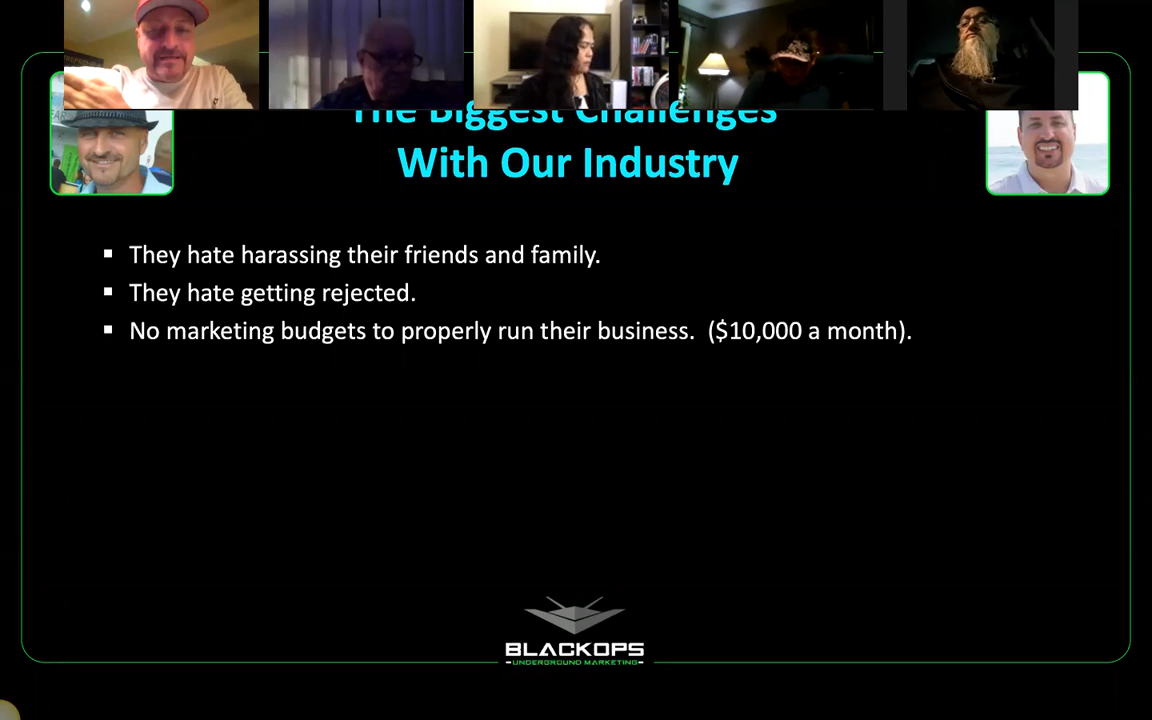 The Biggest Challenges
With Our Industry
▪ They hate harassing their friends and family.
▪ They hate getting rejected.
▪ No marketing budgets to properly run their business.  ($10,000 a month).
BLACKOPS
UNDERGROUND MARKETING